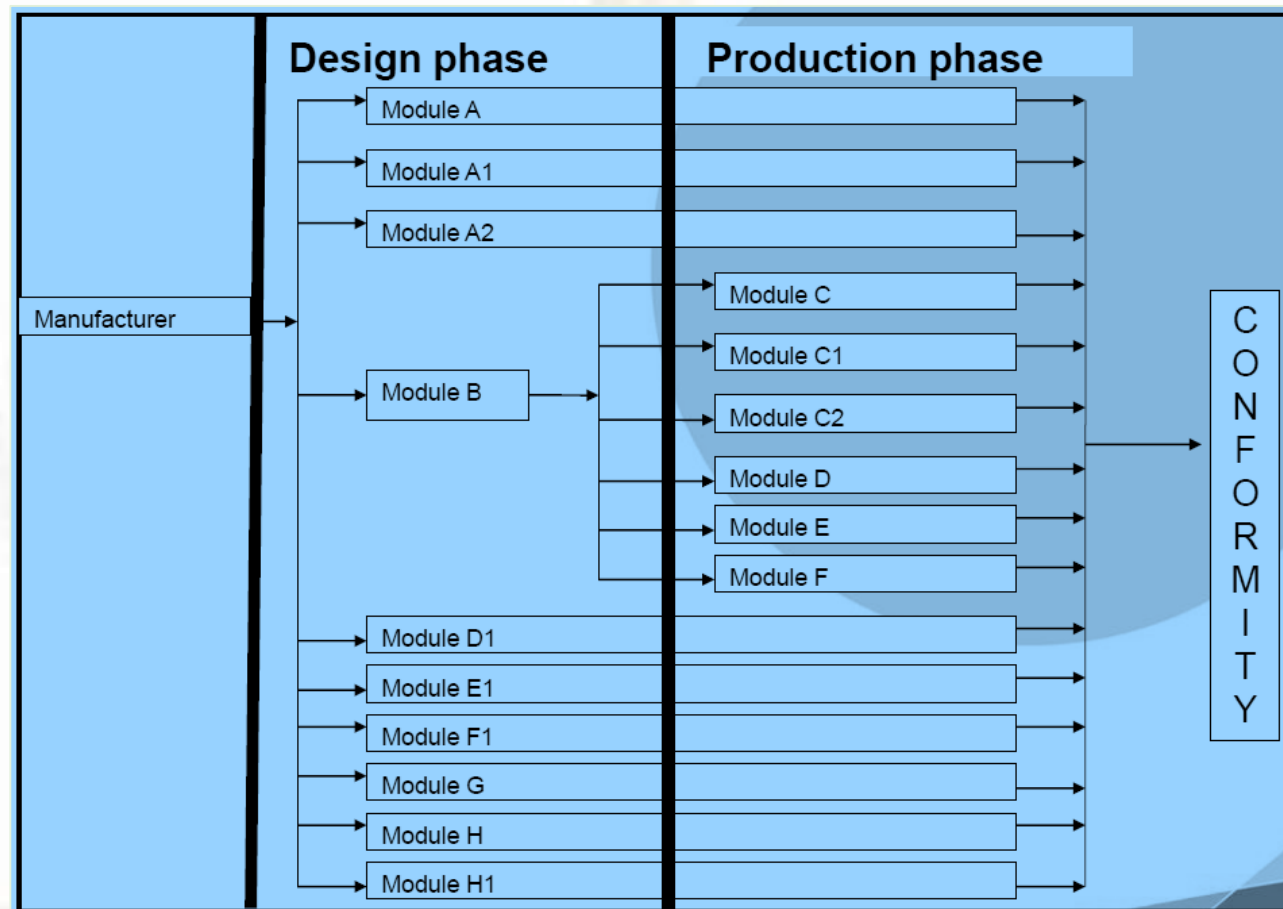 Design phase
Production phase
Module A
Module A1
Module A2
Manufacturer
Module B
Module C
Module C1
Module C2
Module D
Module E
Module F
Module D1
Module E1
Module F1
Module G
Module H
Module H1
C
O
N
F
O
R
M
I
T
Y